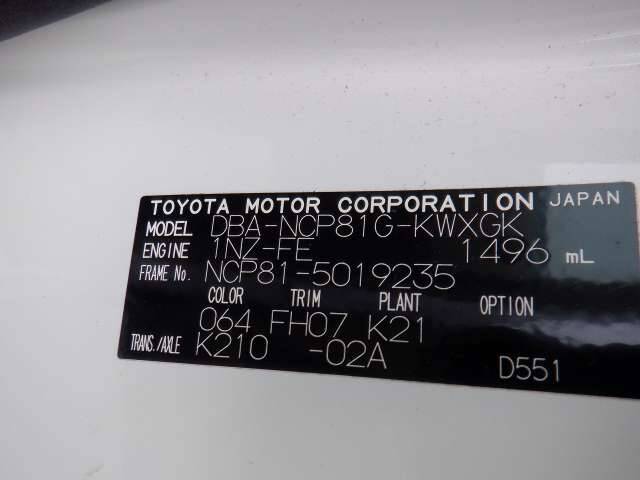 TOYOTA MOTOR CORPORATION JAPAN
MODEL DBA-NCP81G-KWXGK
ENGINE 1NZ-FE 1496 mL
FRAME No. NCP81-5019235
COLOR TRIM PLANT OPTION
064 FH07 K21
TRANS./AXLE K210 -02A
D551